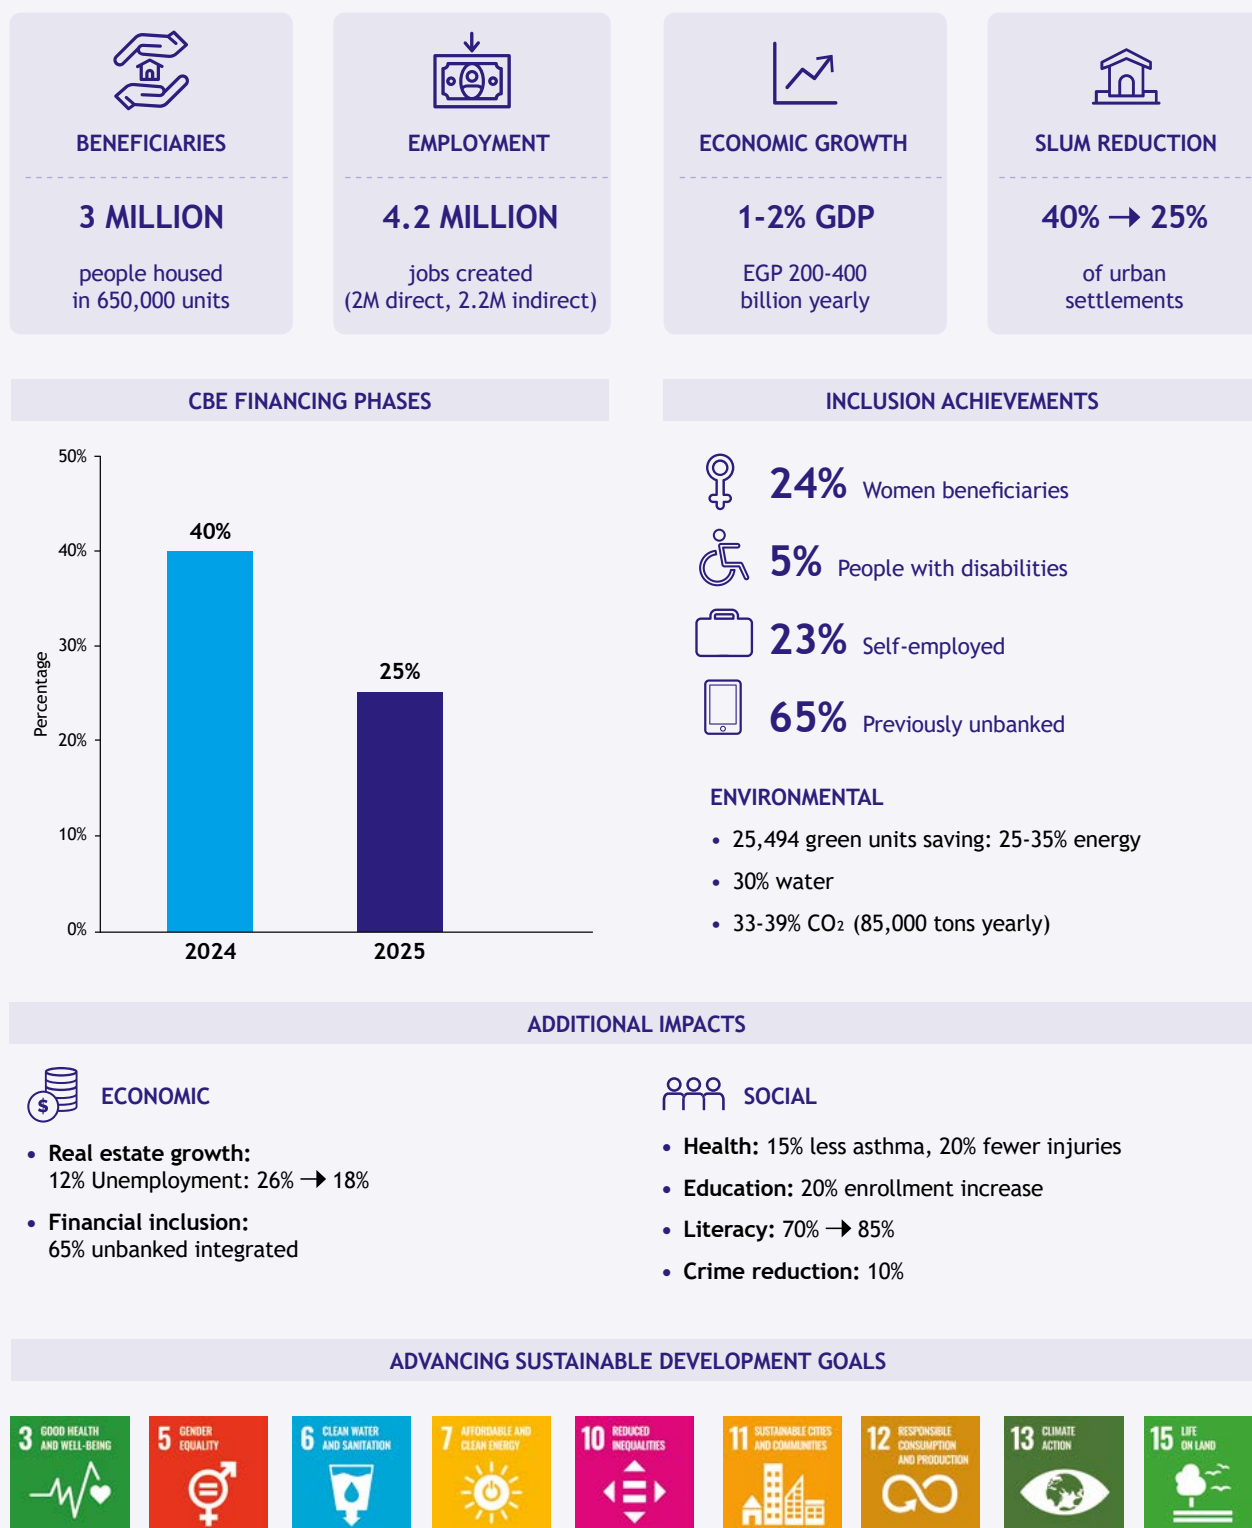 BENEFICIARIES
3 MILLION
people housed
in 650,000 units
EMPLOYMENT
4.2 MILLION
jobs created
(2M direct, 2.2M indirect)
ECONOMIC GROWTH
1-2% GDP
EGP 200-400
billion yearly
SLUM REDUCTION
40% → 25%
of urban
settlements
CBE FINANCING PHASES
Percentage
50%
40%
30%
20%
10%
0%
40%
25%
2024
2025
INCLUSION ACHIEVEMENTS
24% Women beneficiaries
5% People with disabilities
23% Self-employed
65% Previously unbanked
ENVIRONMENTAL
• 25,494 green units saving: 25-35% energy
• 30% water
• 33-39% CO₂ (85,000 tons yearly)
ADDITIONAL IMPACTS
$
ECONOMIC
• Real estate growth:
12% Unemployment: 26% → 18%
• Financial inclusion:
65% unbanked integrated
SOCIAL
• Health: 15% less asthma, 20% fewer injuries
• Education: 20% enrollment increase
• Literacy: 70% → 85%
• Crime reduction: 10%
ADVANCING SUSTAINABLE DEVELOPMENT GOALS
3 GOOD HEALTH
AND WELL-BEING
5 GENDER
EQUALITY
6 CLEAN WATER
AND SANITATION
7 AFFORDABLE AND
CLEAN ENERGY
10 REDUCED
INEQUALITIES
11 SUSTAINABLE CITIES
AND COMMUNITIES
12 RESPONSIBLE
CONSUMPTION
AND PRODUCTION
13 CLIMATE
ACTION
15 LIFE
ON LAND